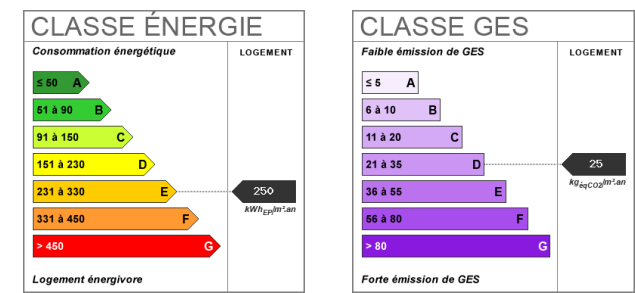 CLASSE ÉNERGIE
Consommation énergétique
LOGEMENT
≤ 50 A
51 à 90 B
91 à 150 C
151 à 230 D
231 à 330 E
250
kWhEP/m².an
331 à 450 F
> 450 G
Logement énergivore
CLASSE GES
Faible émission de GES
LOGEMENT
≤ 5 A
6 à 10 B
11 à 20 C
21 à 35 D
25
kgéqCO2/m².an
36 à 55 E
56 à 80 F
> 80 G
Forte émission de GES